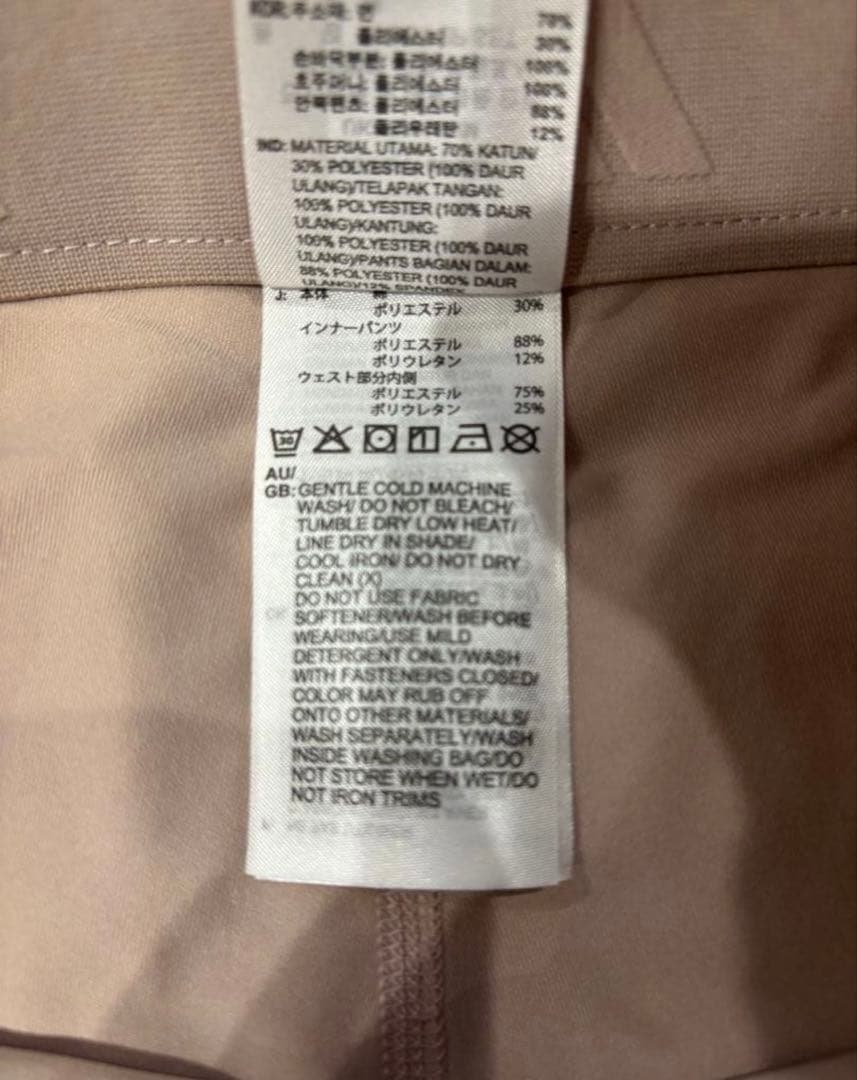 KOR: 주소재: 면 70%
폴리에스터 30%
손바닥부분: 폴리에스터 100%
호주머니: 폴리에스터 100%
안쪽팬츠: 폴리에스터 88%
폴리우레탄 12%
IND: MATERIAL UTAMA: 70% KATUN/
30% POLYESTER (100% DAUR
ULANG)/TELAPAK TANGAN:
100% POLYESTER (100% DAUR
ULANG)/KANTUNG:
100% POLYESTER (100% DAUR
ULANG)/PANTS BAGIAN DALAM:
88% POLYESTER (100% DAUR
ULANG)/12% SPANDEX
J: 本体
ポリエステル 30%
インナーパンツ
ポリエステル 88%
ポリウレタン 12%
ウェスト部分内側
ポリエステル 75%
ポリウレタン 25%
30
AU/
GB: GENTLE COLD MACHINE
WASH/ DO NOT BLEACH/
TUMBLE DRY LOW HEAT/
LINE DRY IN SHADE/
COOL IRON/ DO NOT DRY
CLEAN (X)
DO NOT USE FABRIC
SOFTENER/WASH BEFORE
WEARING/USE MILD
DETERGENT ONLY/WASH
WITH FASTENERS CLOSED/
COLOR MAY RUB OFF
ONTO OTHER MATERIALS/
WASH SEPARATELY/WASH
INSIDE WASHING BAG/DO
NOT STORE WHEN WET/DO
NOT IRON TRIMS